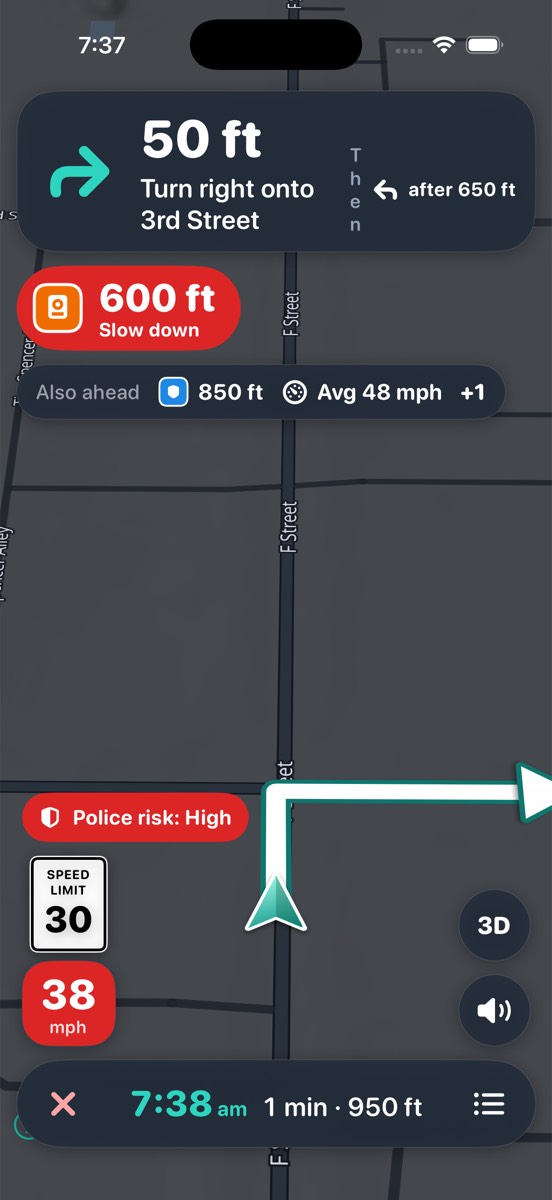 7:37
50 ft
Turn right onto
3rd Street
Then
after 650 ft
600 ft
Slow down
F Street
Also ahead 850 ft Avg 48 mph +1
F Street
Police risk: High
SPEED
LIMIT
30
38
mph
3D
7:38 am 1 min · 950 ft